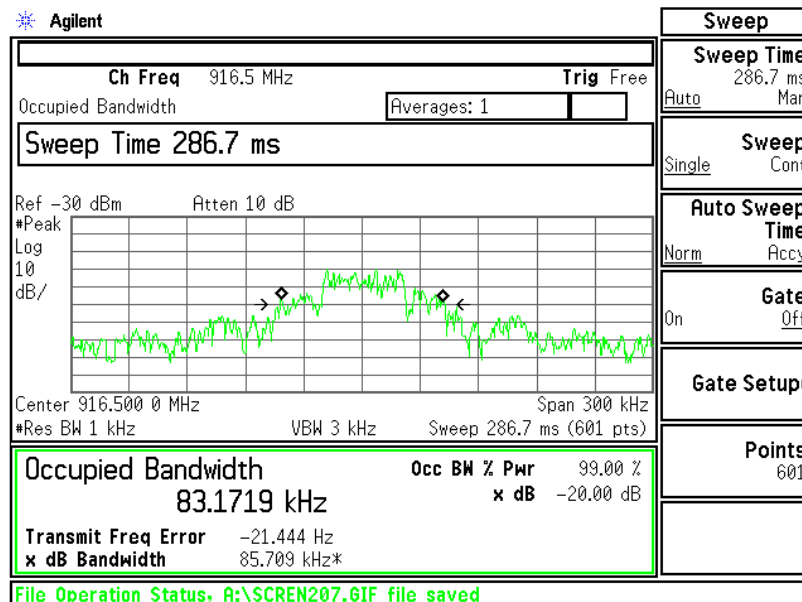 Agilent
Ch Freq 916.5 MHz Trig Free
Occupied Bandwidth Averages: 1
Sweep Time 286.7 ms
Ref -30 dBm Atten 10 dB
#Peak
Log
10
dB/
Center 916.500 0 MHz Span 300 kHz
#Res BW 1 kHz VBW 3 kHz Sweep 286.7 ms (601 pts)
Occupied Bandwidth Occ BW % Pwr 99.00 %
83.1719 kHz x dB -20.00 dB
Transmit Freq Error -21.444 Hz
x dB Bandwidth 85.709 kHz*
File Operation Status, A:\SCREN207.GIF file saved
Sweep
Sweep Time
286.7 ms
Auto Man
Sweep
Single Cont
Auto Sweep
Time
Norm Accy
Gate
On Off
Gate Setup
Points
601